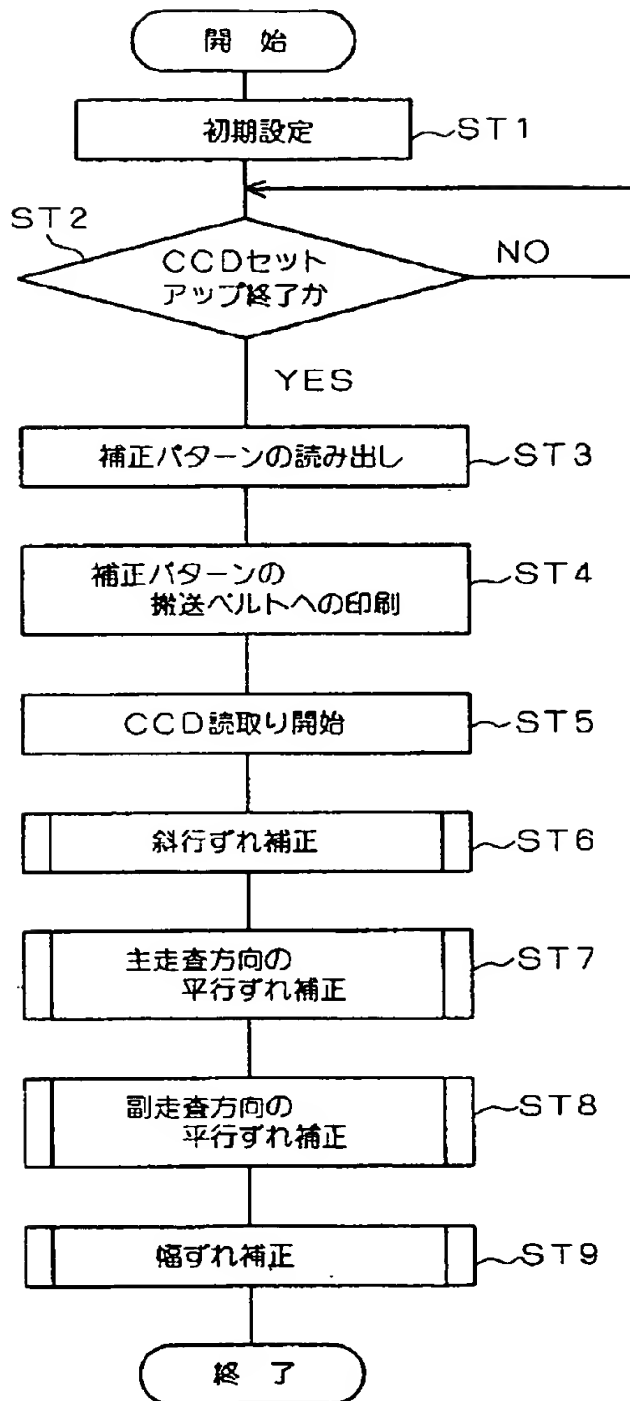 開 始
初期設定
ST1
ST2
CCDセット
アップ終了か
NO
YES
補正パターンの読み出し
ST3
補正パターンの
搬送ベルトへの印刷
ST4
CCD読取り開始
ST5
斜行ずれ補正
ST6
主走査方向の
平行ずれ補正
ST7
副走査方向の
平行ずれ補正
ST8
幅ずれ補正
ST9
終 了